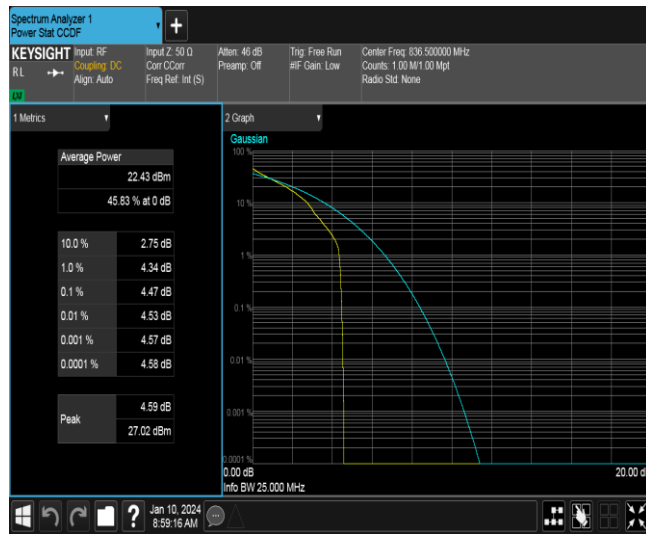 Spectrum Analyzer 1
Power Stat CCDF
+
KEYSIGHT
RL
LXI
Input: RF
Coupling: DC
Align: Auto
Input Z: 50 Ω
Corr CCorr
Freq Ref: Int (S)
Atten: 46 dB
Preamp: Off
Trig: Free Run
#IF Gain: Low
Center Freq: 836.500000 MHz
Counts: 1.00 M/1.00 Mpt
Radio Std: None
1 Metrics
Average Power
22.43 dBm
45.83 % at 0 dB
10.0 % 2.75 dB
1.0 % 4.34 dB
0.1 % 4.47 dB
0.01 % 4.53 dB
0.001 % 4.57 dB
0.0001 % 4.58 dB
Peak
4.59 dB
27.02 dBm
2 Graph
Gaussian
100 %
10 %
1 %
0.1 %
0.01 %
0.001 %
0.0001 %
0.00 dB
20.00 d
Info BW 25.000 MHz
?
Jan 10, 2024
8:59:16 AM